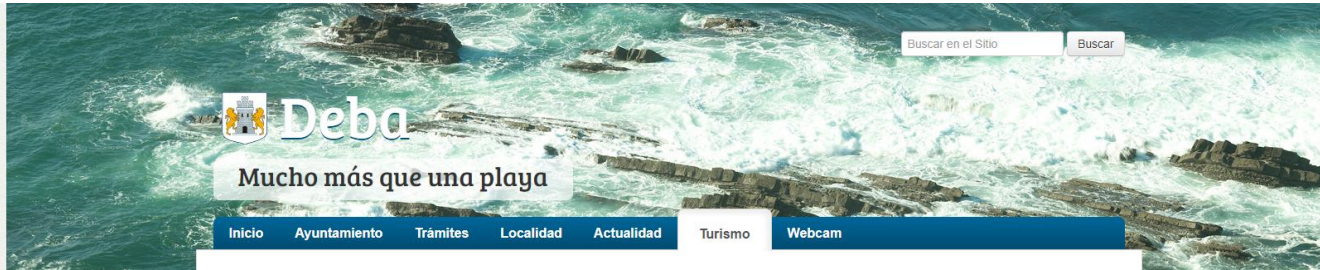 Buscar en el Sitio
Buscar
Deba
Mucho más que una playa
Inicio Ayuntamiento Trámites Localidad Actualidad Turismo Webcam